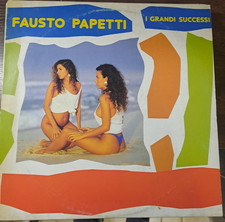 FAUSTO PAPETTI
I GRANDI SUCCESSI